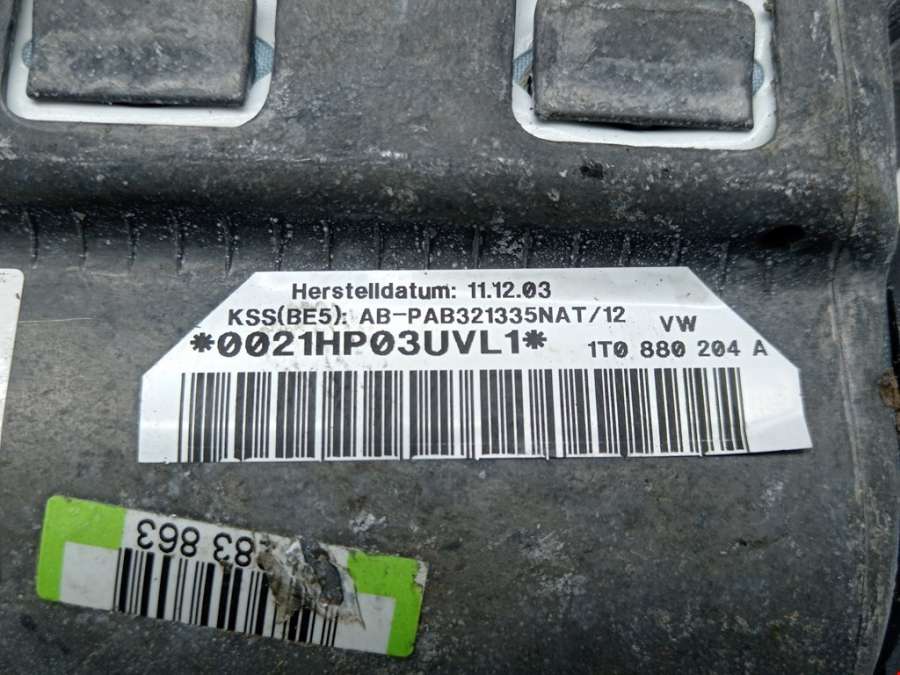 Herstelldatum: 11.12.03
KSS(BE5): AB-PAB321335NAT/12
VW
*0021HP03UVL1*
1T0 880 204 A
83 863